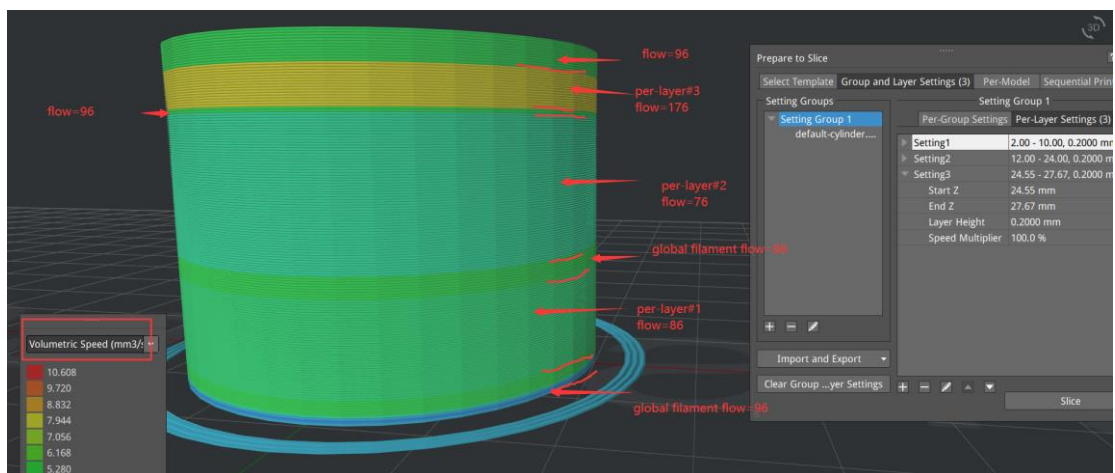 3D
flow=96
per-layer#3
flow=176
flow=96
per-layer#2
flow=76
global filament flow=96
per-layer#1
flow=86
global filament flow=96
Volumetric Speed (mm3/s
10.608
9.720
8.832
7.944
7.056
6.168
5.280
Prepare to Slice
Select Template
Group and Layer Settings (3)
Per-Model
Sequential Print
Setting Groups
Setting Group 1
default-cylinder....
Import and Export
Clear Group ...yer Settings
Setting Group 1
Per-Group Settings
Per-Layer Settings (3)
Setting1 2.00 - 10.00, 0.2000 mm
Setting2 12.00 - 24.00, 0.2000 m
Setting3 24.55 - 27.67, 0.2000 m
Start Z 24.55 mm
End Z 27.67 mm
Layer Height 0.2000 mm
Speed Multiplier 100.0 %
Slice